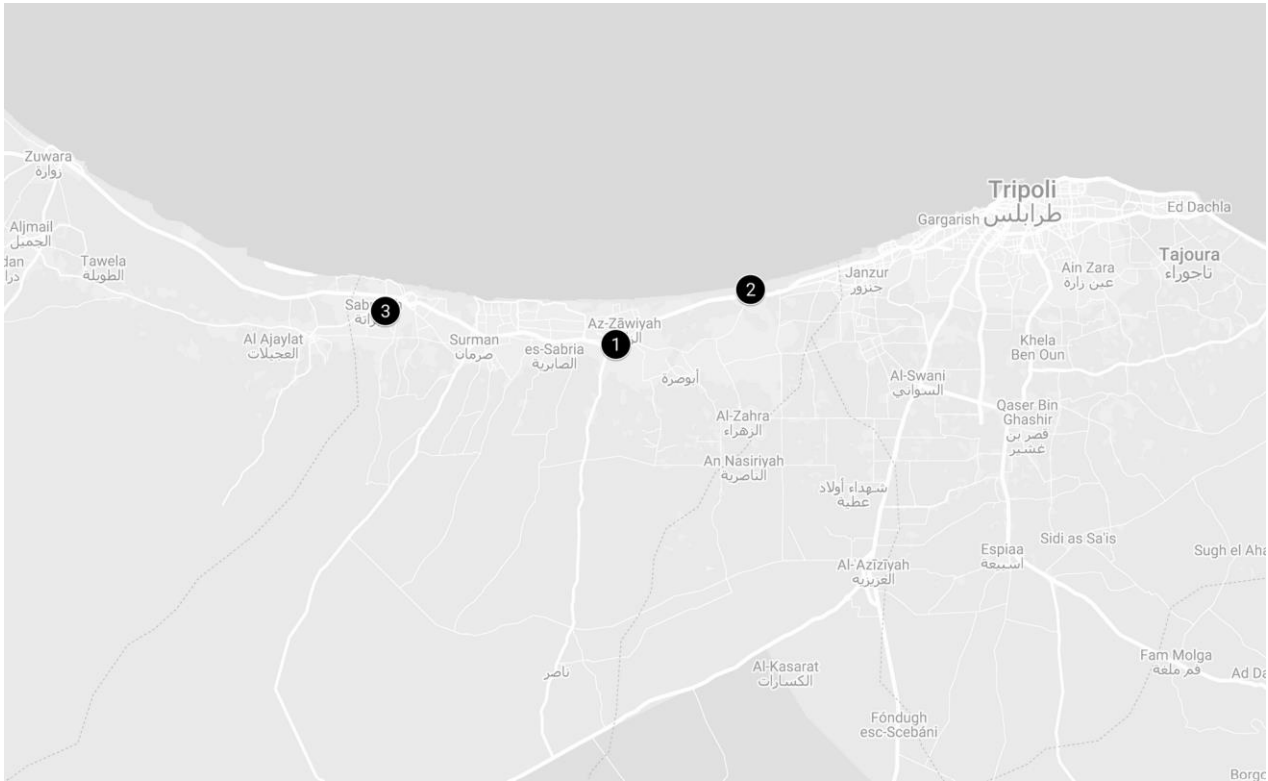 Zuwara
زوارة
Aljmail
الجميل
dan
درا
Tawela
الطويلة
Al Ajaylat
العجيلات
3
Surman
صرمان
es-Sabria
الصابرية
Az-Zāwiyah
1
2
أبوصرة
Al-Zahra
الزهراء
An Nasiriyah
الناصرية
ناصر
Tripoli
طرابلس
Gargarish
Janzur
جنزور
Ed Dachla
Tajoura
تاجوراء
Ain Zara
عين زارة
Khela
Ben Oun
Al-Swani
السواني
Qaser Bin
Ghashir
قصر بن
غشير
شهداء أولاد
عطية
Al-ʿAzīzīyah
العزيزية
Espiaa
اسبيعة
Sidi as Sa'is
Sugh el Aha
Al-Kasarat
الكسارات
Fóndugh
esc-Scebáni
Fam Molga
فم ملغة
Ad Da
Borgo